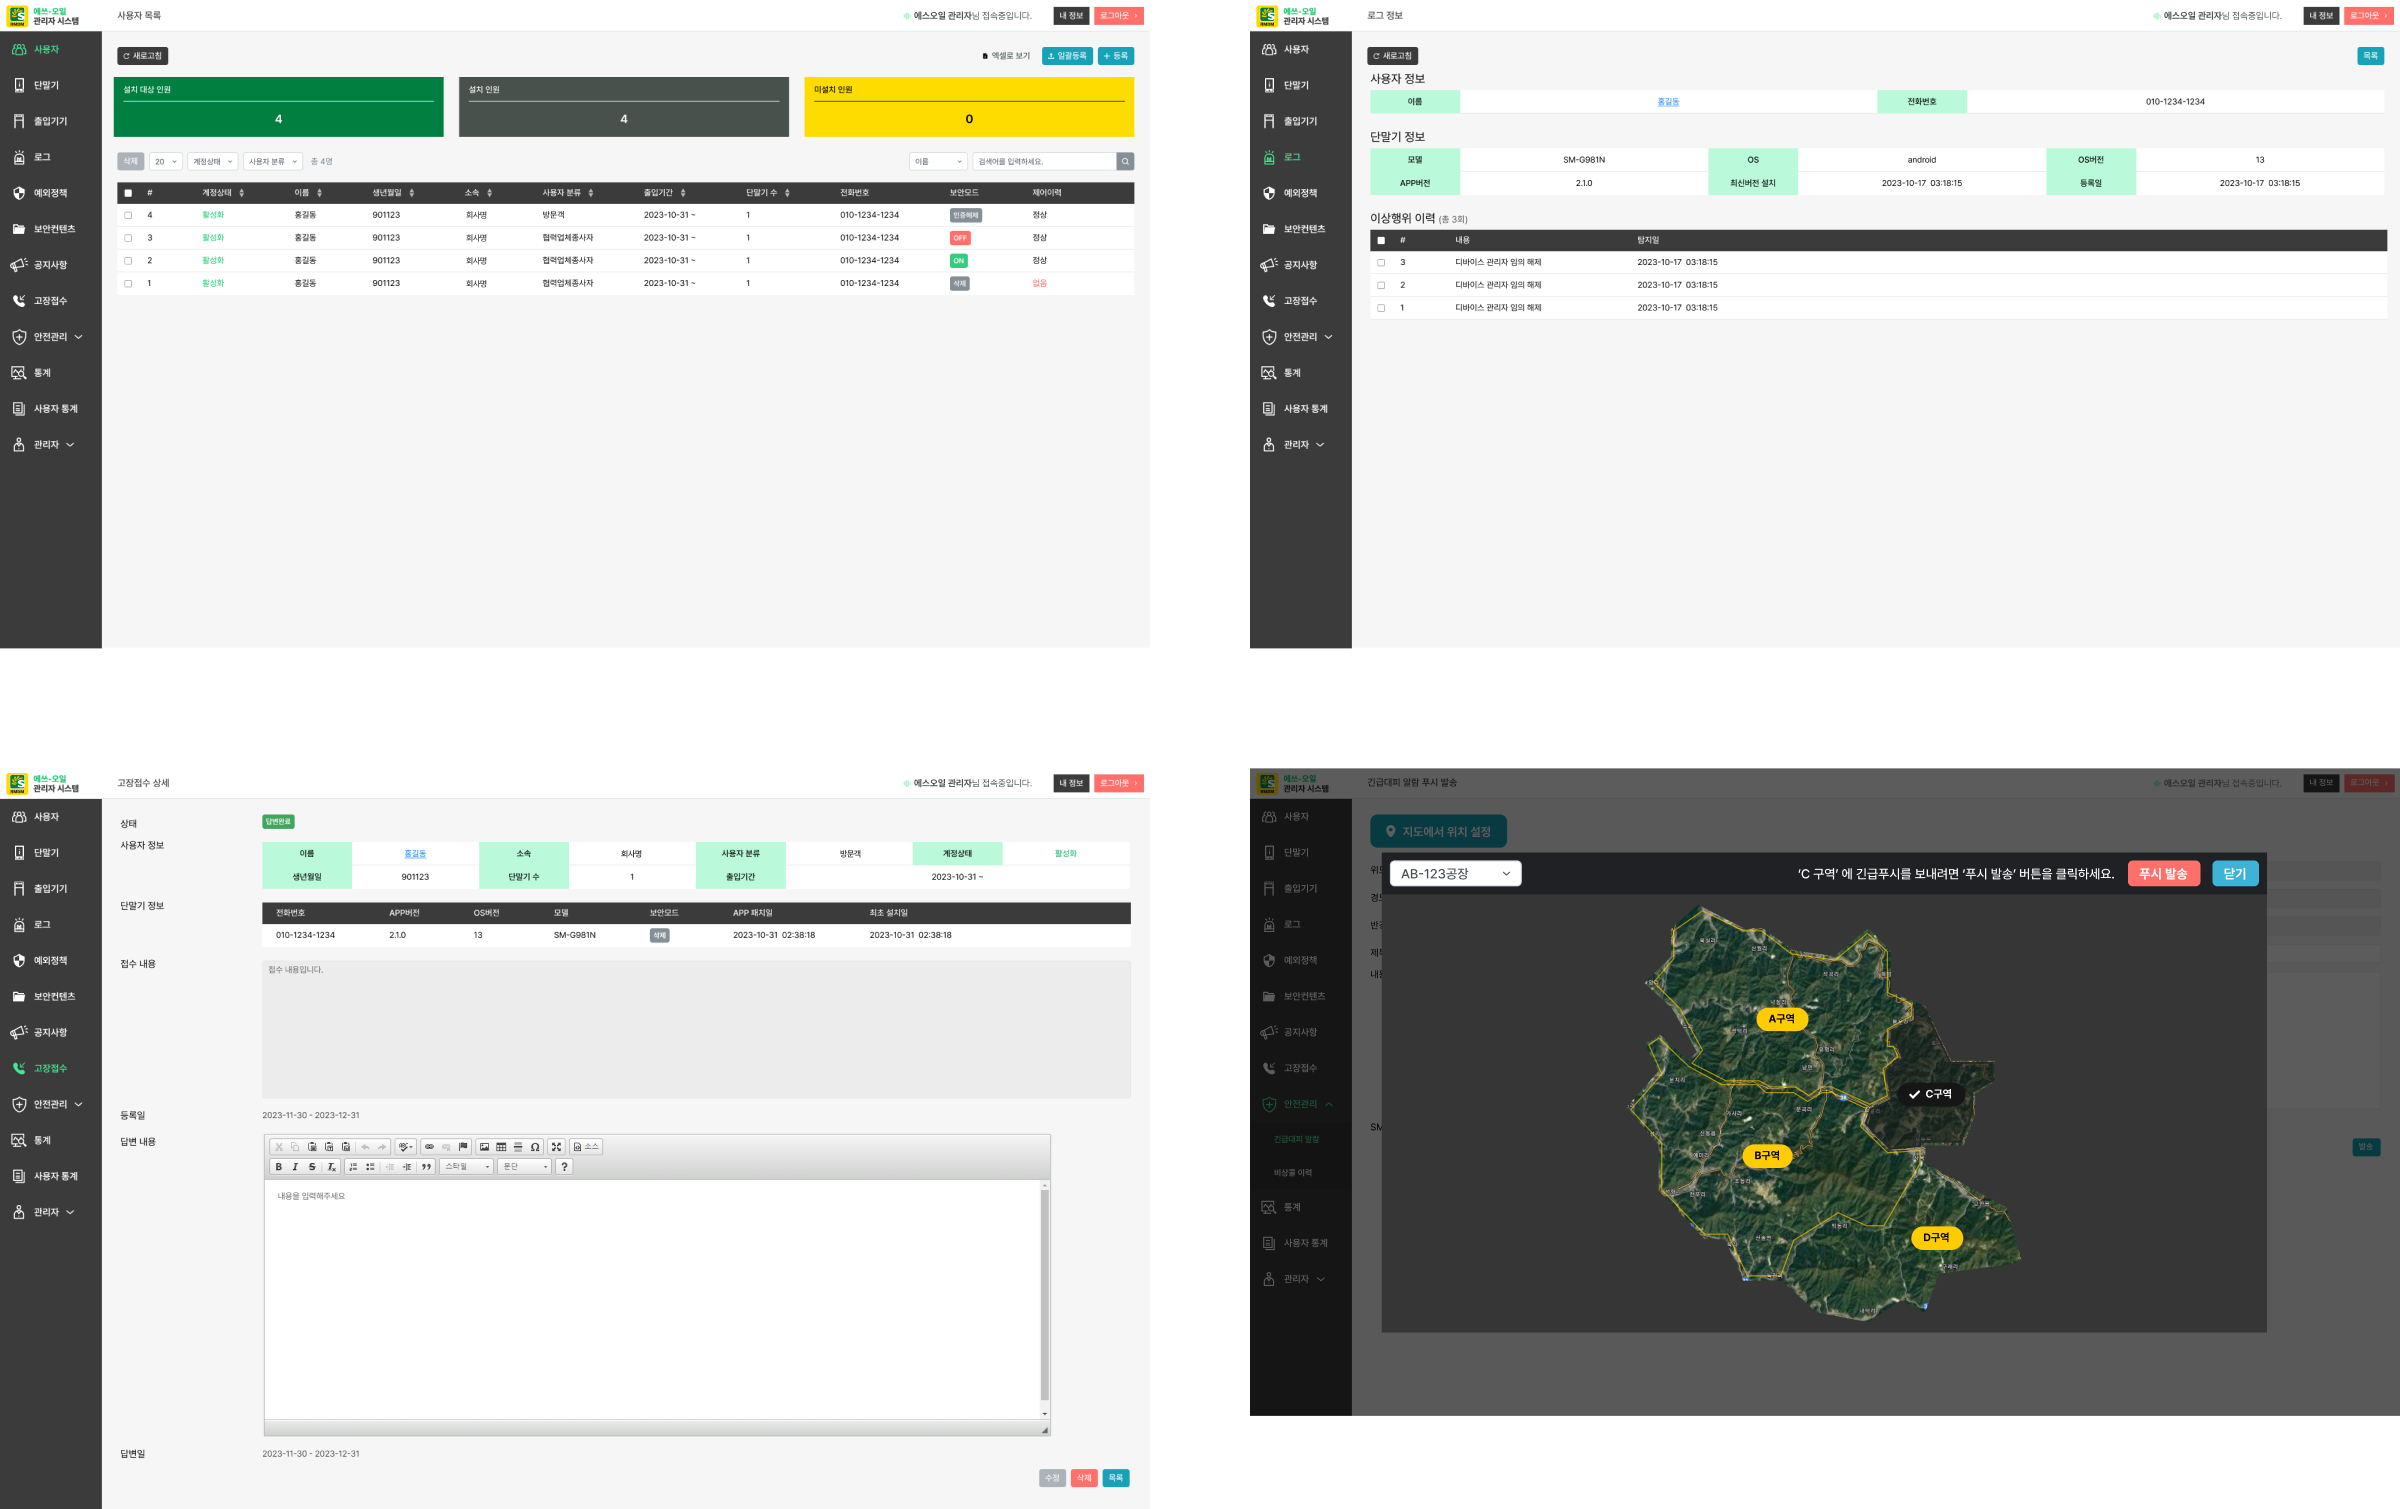 에쓰-오일
관리자 시스템
사용자 목록
에스오일 관리자님 접속중입니다.
내 정보
로그아웃
사용자
단말기
출입기기
로그
예외정책
보안컨텐츠
공지사항
고장접수
안전관리
통계
사용자 통계
관리자
새로고침
엑셀로 보기
일괄등록
등록
설치 대상 인원
4
설치 인원
4
미설치 인원
0
삭제 20 계정상태 사용자 분류 총 4명
이름 검색어를 입력하세요.
# 계정상태 이름 생년월일 소속 사용자 분류 출입기간 단말기 수 전화번호 보안모드 제어이력
4 활성화 홍길동 901123 회사명 방문객 2023-10-31 ~ 1 010-1234-1234 인증해제 정상
3 활성화 홍길동 901123 회사명 협력업체종사자 2023-10-31 ~ 1 010-1234-1234 OFF 정상
2 활성화 홍길동 901123 회사명 협력업체종사자 2023-10-31 ~ 1 010-1234-1234 ON 정상
1 활성화 홍길동 901123 회사명 협력업체종사자 2023-10-31 ~ 1 010-1234-1234 삭제 없음
에쓰-오일
관리자 시스템
로그 정보
에스오일 관리자님 접속중입니다.
내 정보
로그아웃
사용자
단말기
출입기기
로그
예외정책
보안컨텐츠
공지사항
고장접수
안전관리
통계
사용자 통계
관리자
새로고침
목록
사용자 정보
이름 홍길동 전화번호 010-1234-1234
단말기 정보
모델 SM-G981N OS android OS버전 13
APP버전 2.1.0 최신버전 설치 2023-10-17 03:18:15 등록일 2023-10-17 03:18:15
이상행위 이력 (총 3회)
# 내용 탐지일
3 디바이스 관리자 임의 해제 2023-10-17 03:18:15
2 디바이스 관리자 임의 해제 2023-10-17 03:18:15
1 디바이스 관리자 임의 해제 2023-10-17 03:18:15
에쓰-오일
관리자 시스템
고장접수 상세
에스오일 관리자님 접속중입니다.
내 정보
로그아웃
사용자
단말기
출입기기
로그
예외정책
보안컨텐츠
공지사항
고장접수
안전관리
통계
사용자 통계
관리자
상태 답변완료
사용자 정보
이름 홍길동 소속 회사명 사용자 분류 방문객 계정상태 활성화
생년월일 901123 단말기 수 1 출입기간 2023-10-31 ~
단말기 정보
전화번호 APP버전 OS버전 모델 보안모드 APP 패치일 최초 설치일
010-1234-1234 2.1.0 13 SM-G981N 삭제 2023-10-31 02:38:18 2023-10-31 02:38:18
접수 내용
접수 내용입니다.
등록일 2023-11-30 - 2023-12-31
답변 내용
소스
B I S 스타일 문단 ?
내용을 입력해주세요
답변일 2023-11-30 - 2023-12-31
수정 삭제 목록
에쓰-오일
관리자 시스템
긴급대피 알람 푸시 발송
에스오일 관리자님 접속중입니다.
내 정보
로그아웃
사용자
단말기
출입기기
로그
예외정책
보안컨텐츠
공지사항
고장접수
안전관리
긴급대피 알람
비상콜 이력
통계
사용자 통계
관리자
지도에서 위치 설정
AB-123공장
‘C 구역’ 에 긴급푸시를 보내려면 ‘푸시 발송’ 버튼을 클릭하세요.
푸시 발송
닫기
A구역
C구역
B구역
D구역
SM
발송